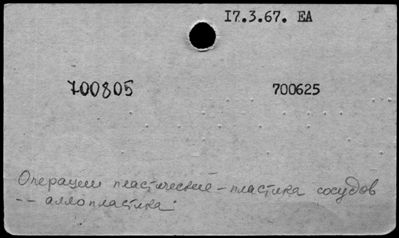 17.3.67. EA
700805 700625
Операции пластические - пластика сосудов
-- аллопластика